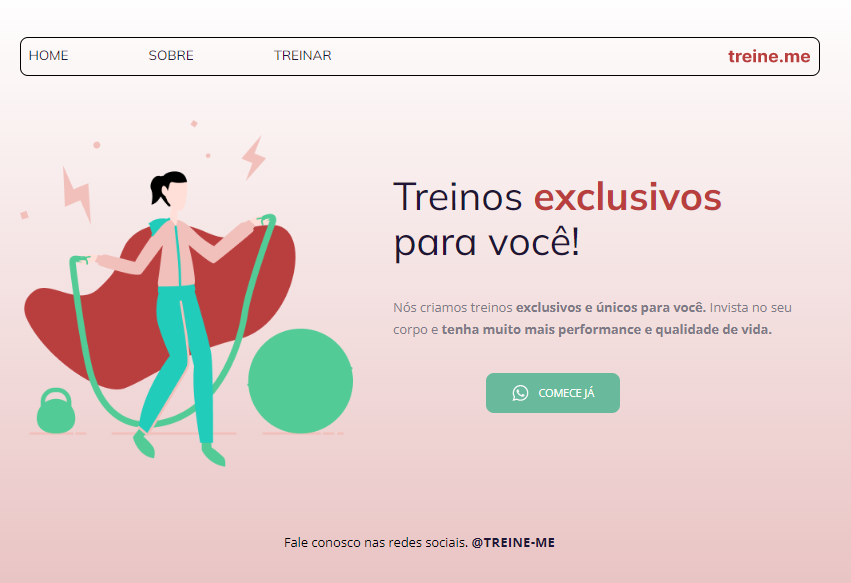 HOME SOBRE TREINAR treine.me
Treinos exclusivos
para você!
Nós criamos treinos exclusivos e únicos para você. Invista no seu
corpo e tenha muito mais performance e qualidade de vida.
COMECE JÁ
Fale conosco nas redes sociais. @TREINE-ME